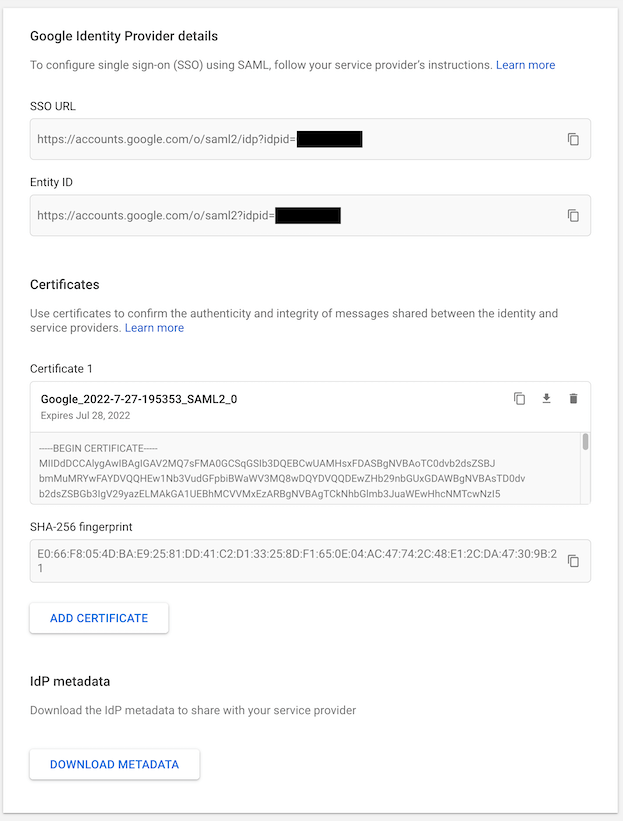 Google Identity Provider details
To configure single sign-on (SSO) using SAML, follow your service provider's instructions. Learn more
SSO URL
https://accounts.google.com/o/saml2/idp?idpid=
Entity ID
https://accounts.google.com/o/saml2?idpid=
Certificates
Use certificates to confirm the authenticity and integrity of messages shared between the identity and
service providers. Learn more
Certificate 1
Google_2022-7-27-195353_SAML2_0
Expires Jul 28, 2022
-----BEGIN CERTIFICATE-----
MIIDdDCCAlygAwIBAgIGAV2MQ7sFMA0GCSqGSIb3DQEBCwUAMHsxFDASBgNVBAoTC0dvb2dsZSBJ
bmMuMRYwFAYDVQQHEw1Nb3VudGFpbiBWaWV3MQ8wDQYDVQQDEwZHb29nbGUxGDAWBgNVBAsTD0dv
b2dsZSBGb3IgV29yazELMAkGA1UEBhMCVVMxEzARBgNVBAgTCkNhbGlmb3JuaWEwHhcNMTcwNzI5
SHA-256 fingerprint
E0:66:F8:05:4D:BA:E9:25:81:DD:41:C2:D1:33:25:8D:F1:65:0E:04:AC:47:74:2C:48:E1:2C:DA:47:30:9B:2
1
ADD CERTIFICATE
IdP metadata
Download the IdP metadata to share with your service provider
DOWNLOAD METADATA